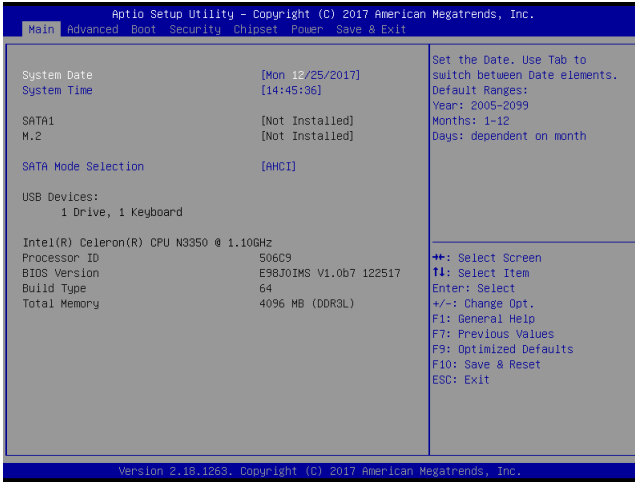 Aptio Setup Utility – Copyright (C) 2017 American Megatrends, Inc.
Main Advanced Boot Security Chipset Power Save & Exit
System Date [Mon 12/25/2017]
System Time [14:45:36]
SATA1 [Not Installed]
M.2 [Not Installed]
SATA Mode Selection [AHCI]
USB Devices:
1 Drive, 1 Keyboard
Intel(R) Celeron(R) CPU N3350 @ 1.10GHz
Processor ID 506C9
BIOS Version E98J0IMS V1.0b7 122517
Build Type 64
Total Memory 4096 MB (DDR3L)
Set the Date. Use Tab to
switch between Date elements.
Default Ranges:
Year: 2005-2099
Months: 1-12
Days: dependent on month
→←: Select Screen
↑↓: Select Item
Enter: Select
+/-: Change Opt.
F1: General Help
F7: Previous Values
F9: Optimized Defaults
F10: Save & Reset
ESC: Exit
Version 2.18.1263. Copyright (C) 2017 American Megatrends, Inc.